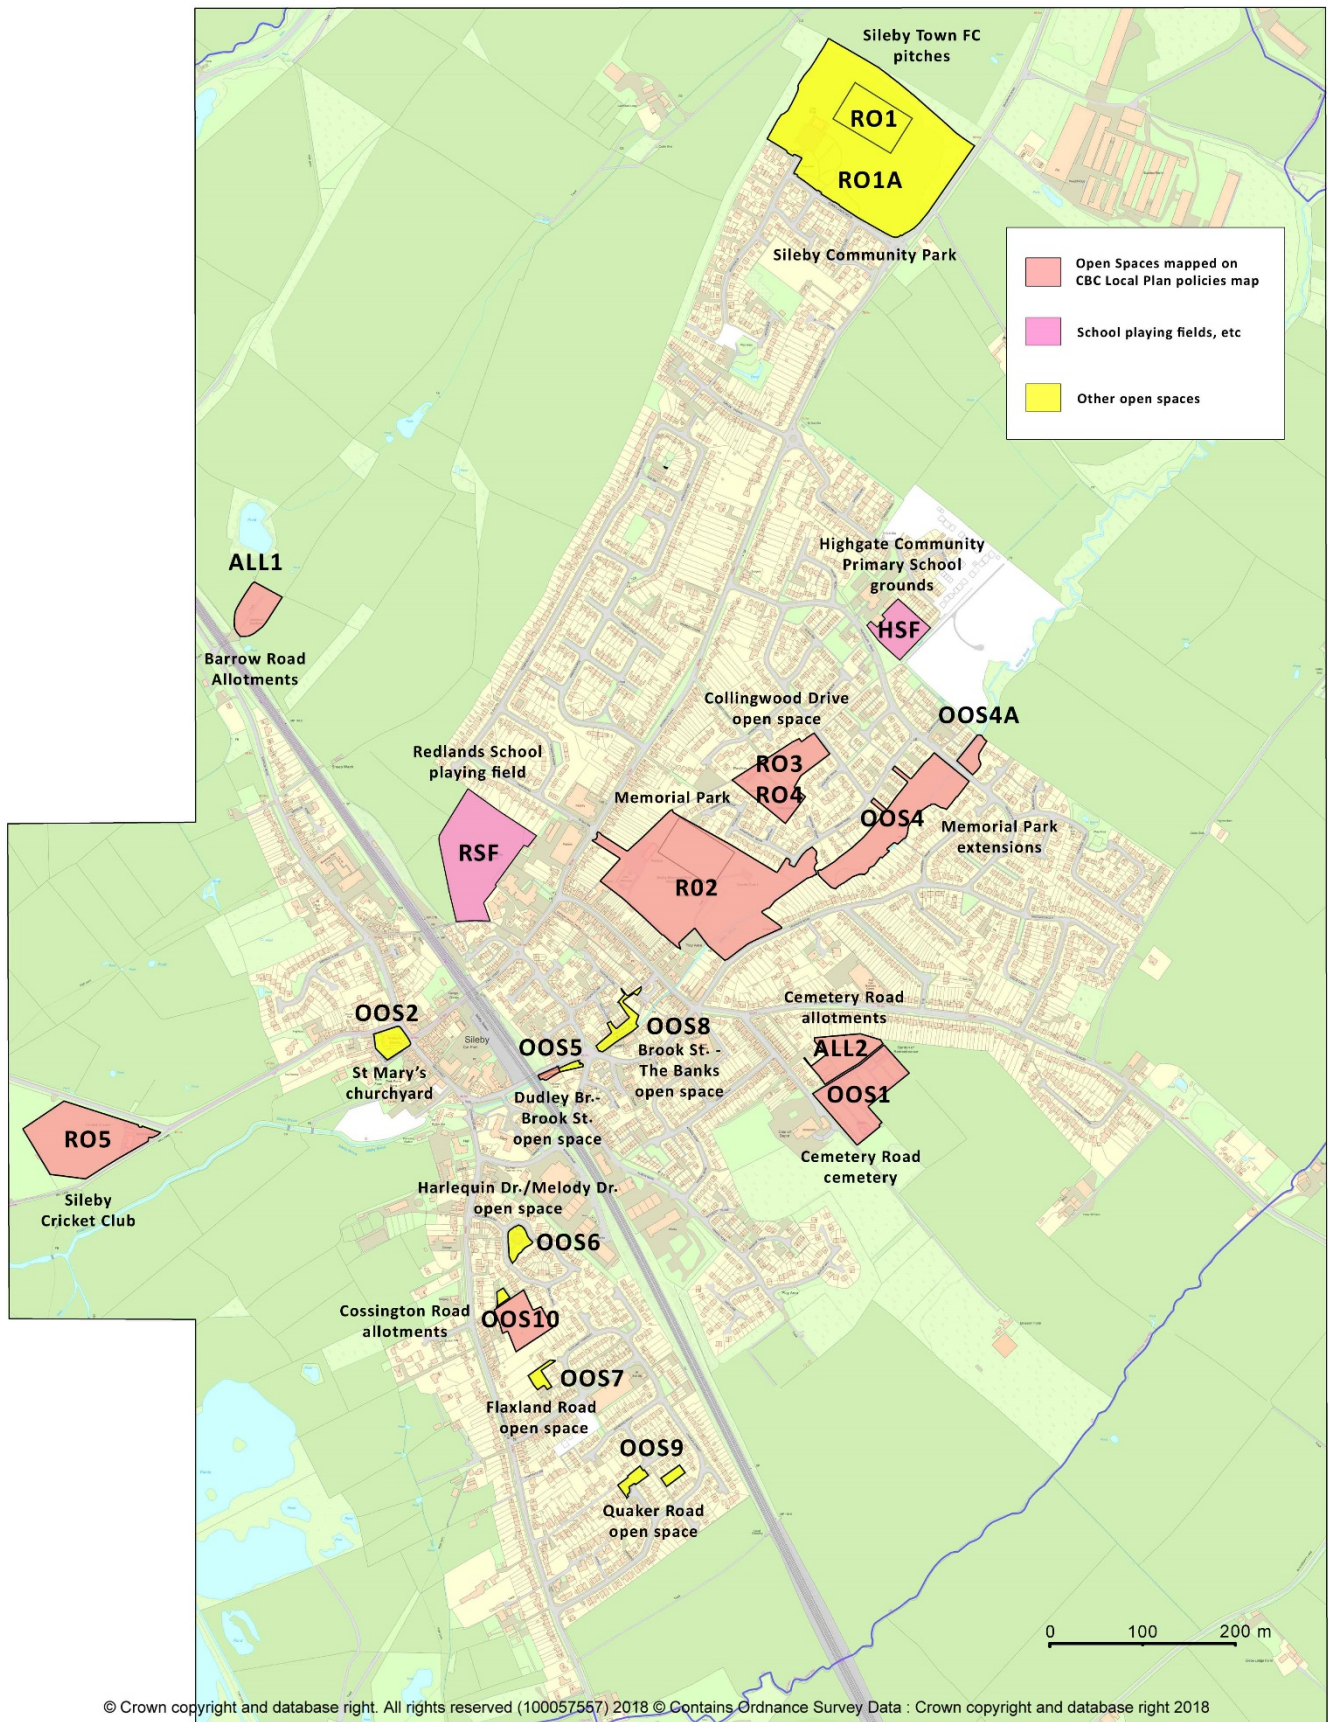 Sileby Town FC
pitches
RO1
RO1A
Sileby Community Park
Open Spaces mapped on
CBC Local Plan policies map
School playing fields, etc
Other open spaces
Highgate Community
Primary School
grounds
HSF
ALL1
Barrow Road
Allotments
Collingwood Drive
open space
OOS4A
RO3
RO4
Redlands School
playing field
Memorial Park
OOS4
Memorial Park
extensions
RSF
R02
Cemetery Road
allotments
OOS2
Sileby
OOS8
Brook St. -
The Banks
open space
OOS5
ALL2
St Mary's
churchyard
Dudley Br.-
Brook St.
open space
OOS1
RO5
Cemetery Road
cemetery
Sileby
Cricket Club
Harlequin Dr./Melody Dr.
open space
OOS6
Cossington Road
allotments
OOS10
OOS7
Flaxland Road
open space
OOS9
Quaker Road
open space
0 100 200 m
© Crown copyright and database right. All rights reserved (100057557) 2018 © Contains Ordnance Survey Data : Crown copyright and database right 2018